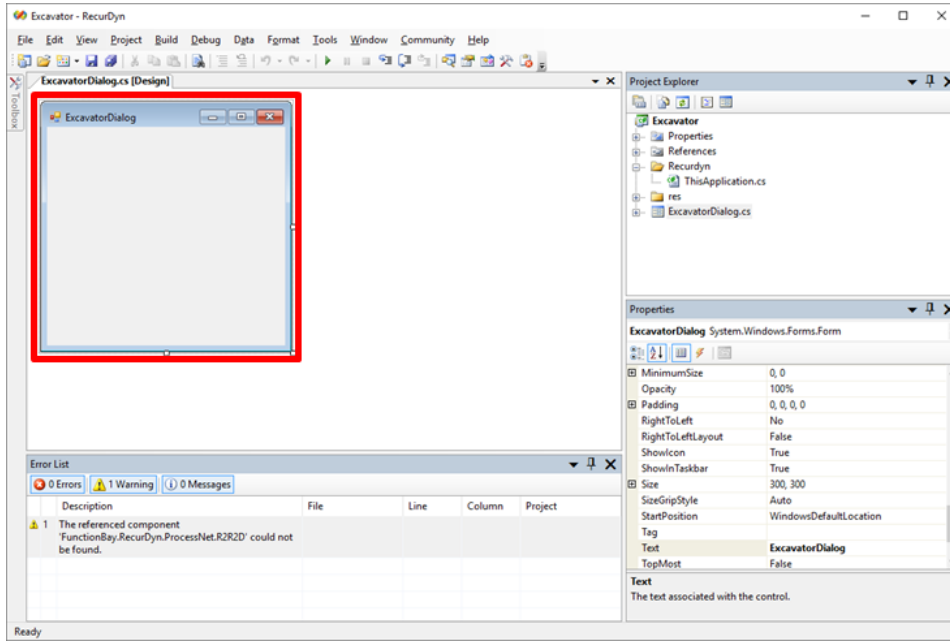 Excavator - RecurDyn
File Edit View Project Build Debug Data Format Tools Window Community Help
Toolbox
ExcavatorDialog.cs [Design]
ExcavatorDialog
Project Explorer
Excavator
Properties
References
Recurdyn
ThisApplication.cs
res
ExcavatorDialog.cs
Properties
ExcavatorDialog System.Windows.Forms.Form
MinimumSize 0, 0
Opacity 100%
Padding 0, 0, 0, 0
RightToLeft No
RightToLeftLayout False
ShowIcon True
ShowInTaskbar True
Size 300, 300
SizeGripStyle Auto
StartPosition WindowsDefaultLocation
Tag
Text ExcavatorDialog
TopMost False
Text
The text associated with the control.
Error List
0 Errors 1 Warning 0 Messages
Description File Line Column Project
1 The referenced component
'FunctionBay.RecurDyn.ProcessNet.R2R2D' could not
be found.
Ready